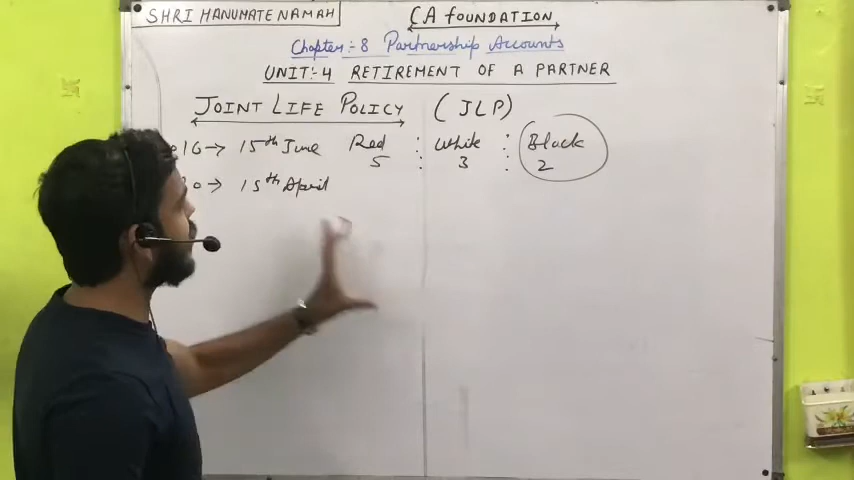 SHRI HANUMATE NAMAH
CA FOUNDATION
Chapter:- 8 Partnership Accounts
UNIT:-4 RETIREMENT OF A PARTNER
JOINT LIFE POLICY (JLP)
16→ 15th June Red : White : Black
5 : 3 : 2
0→ 15th April